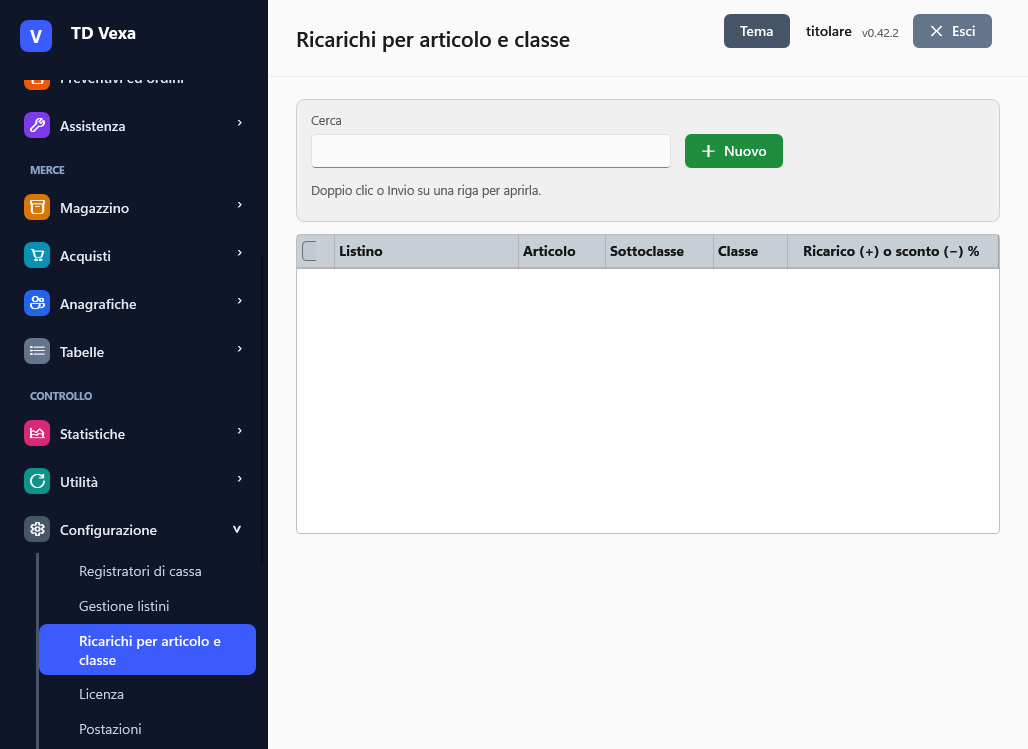 V
TD Vexa
Preventivi ed ordini
Assistenza
MERCE
Magazzino
Acquisti
Anagrafiche
Tabelle
CONTROLLO
Statistiche
Utilità
Configurazione
Registratori di cassa
Gestione listini
Ricarichi per articolo e
classe
Licenza
Postazioni
Ricarichi per articolo e classe
Tema
titolare
v0.42.2
Esci
Cerca
Nuovo
Doppio clic o Invio su una riga per aprirla.
Listino
Articolo
Sottoclasse
Classe
Ricarico (+) o sconto (−) %